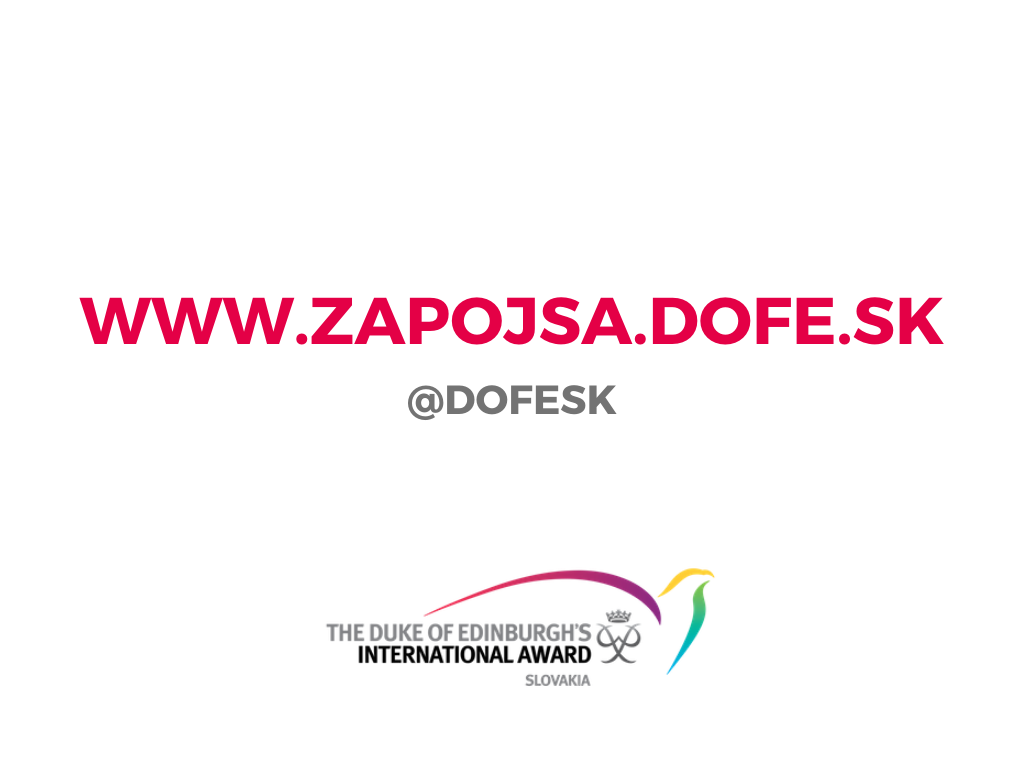 WWW.ZAPOJSA.DOFE.SK
@DOFESK
THE DUKE OF EDINBURGH'S
INTERNATIONAL AWARD
SLOVAKIA